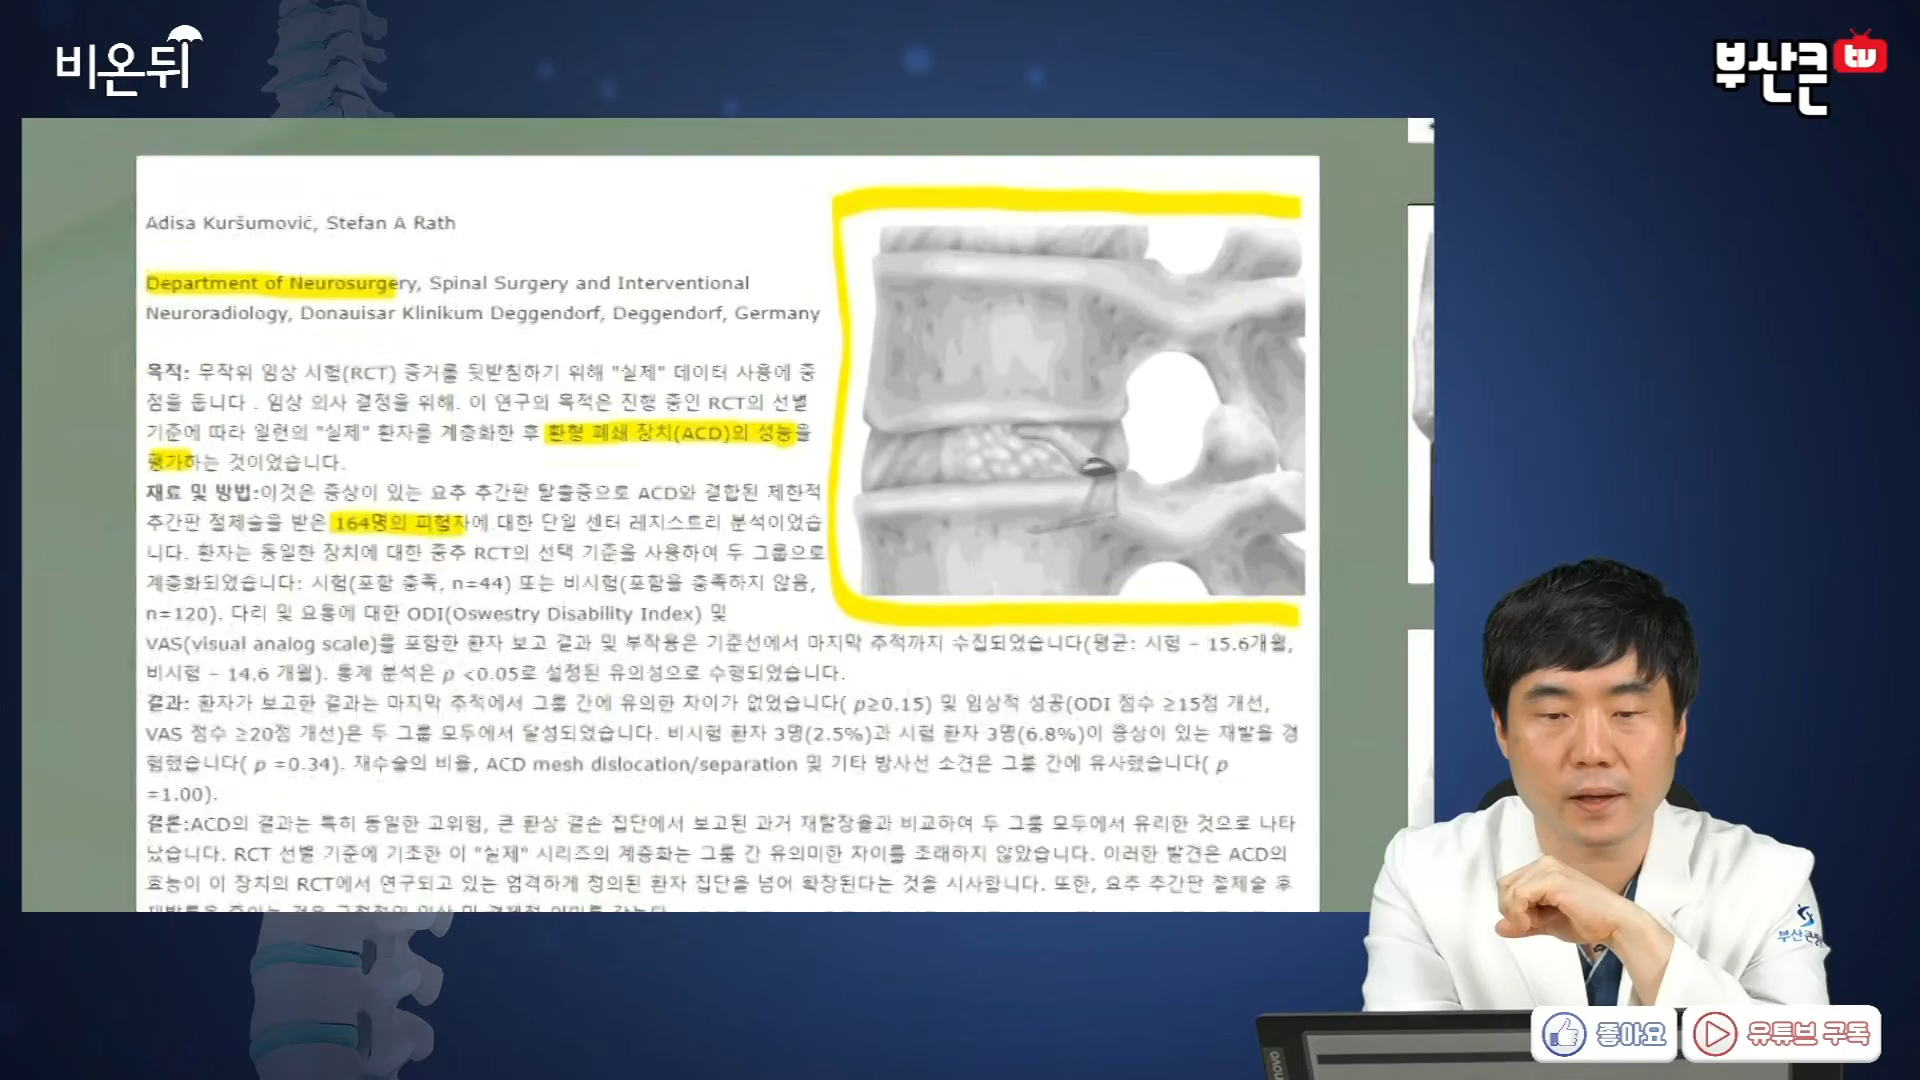 비온뒤
부산큰tv
Adisa Kuršumović, Stefan A Rath
Department of Neurosurgery, Spinal Surgery and Interventional
Neuroradiology, Donauisar Klinikum Deggendorf, Deggendorf, Germany
목적: 무작위 임상 시험(RCT) 증거를 뒷받침하기 위해 "실제" 데이터 사용에 중
점을 둡니다 . 임상 의사 결정을 위해. 이 연구의 목적은 진행 중인 RCT의 선별
기준에 따라 일련의 "실제" 환자를 계층화한 후 환형 폐쇄 장치(ACD)의 성능을
평가하는 것이었습니다.
재료 및 방법:이것은 증상이 있는 요추 추간판 탈출증으로 ACD와 결합된 제한적
추간판 절제술을 받은 164명의 피험자에 대한 단일 센터 레지스트리 분석이었습
니다. 환자는 동일한 장치에 대한 중추 RCT의 선택 기준을 사용하여 두 그룹으로
계층화되었습니다: 시험(포함 충족, n=44) 또는 비시험(포함을 충족하지 않음,
n=120). 다리 및 요통에 대한 ODI(Oswestry Disability Index) 및
VAS(visual analog scale)를 포함한 환자 보고 결과 및 부작용은 기준선에서 마지막 추적까지 수집되었습니다(평균: 시험 – 15.6개월,
비시험 – 14.6 개월). 통계 분석은 p <0.05로 설정된 유의성으로 수행되었습니다.
결과: 환자가 보고한 결과는 마지막 추적에서 그룹 간에 유의한 차이가 없었습니다( p≥0.15) 및 임상적 성공(ODI 점수 ≥15점 개선,
VAS 점수 ≥20점 개선)은 두 그룹 모두에서 달성되었습니다. 비시험 환자 3명(2.5%)과 시험 환자 3명(6.8%)이 증상이 있는 재발을 경
험했습니다( p =0.34). 재수술의 비율, ACD mesh dislocation/separation 및 기타 방사선 소견은 그룹 간에 유사했습니다( p
=1.00).
결론:ACD의 결과는 특히 동일한 고위험, 큰 환상 결손 집단에서 보고된 과거 재탈장율과 비교하여 두 그룹 모두에서 유리한 것으로 나타
났습니다. RCT 선별 기준에 기초한 이 "실제" 시리즈의 계층화는 그룹 간 유의미한 차이를 초래하지 않았습니다. 이러한 발견은 ACD의
효능이 이 장치의 RCT에서 연구되고 있는 엄격하게 정의된 환자 집단을 넘어 확장된다는 것을 시사합니다. 또한, 요추 추간판 절제술 후
부산큰
좋아요
유튜브 구독